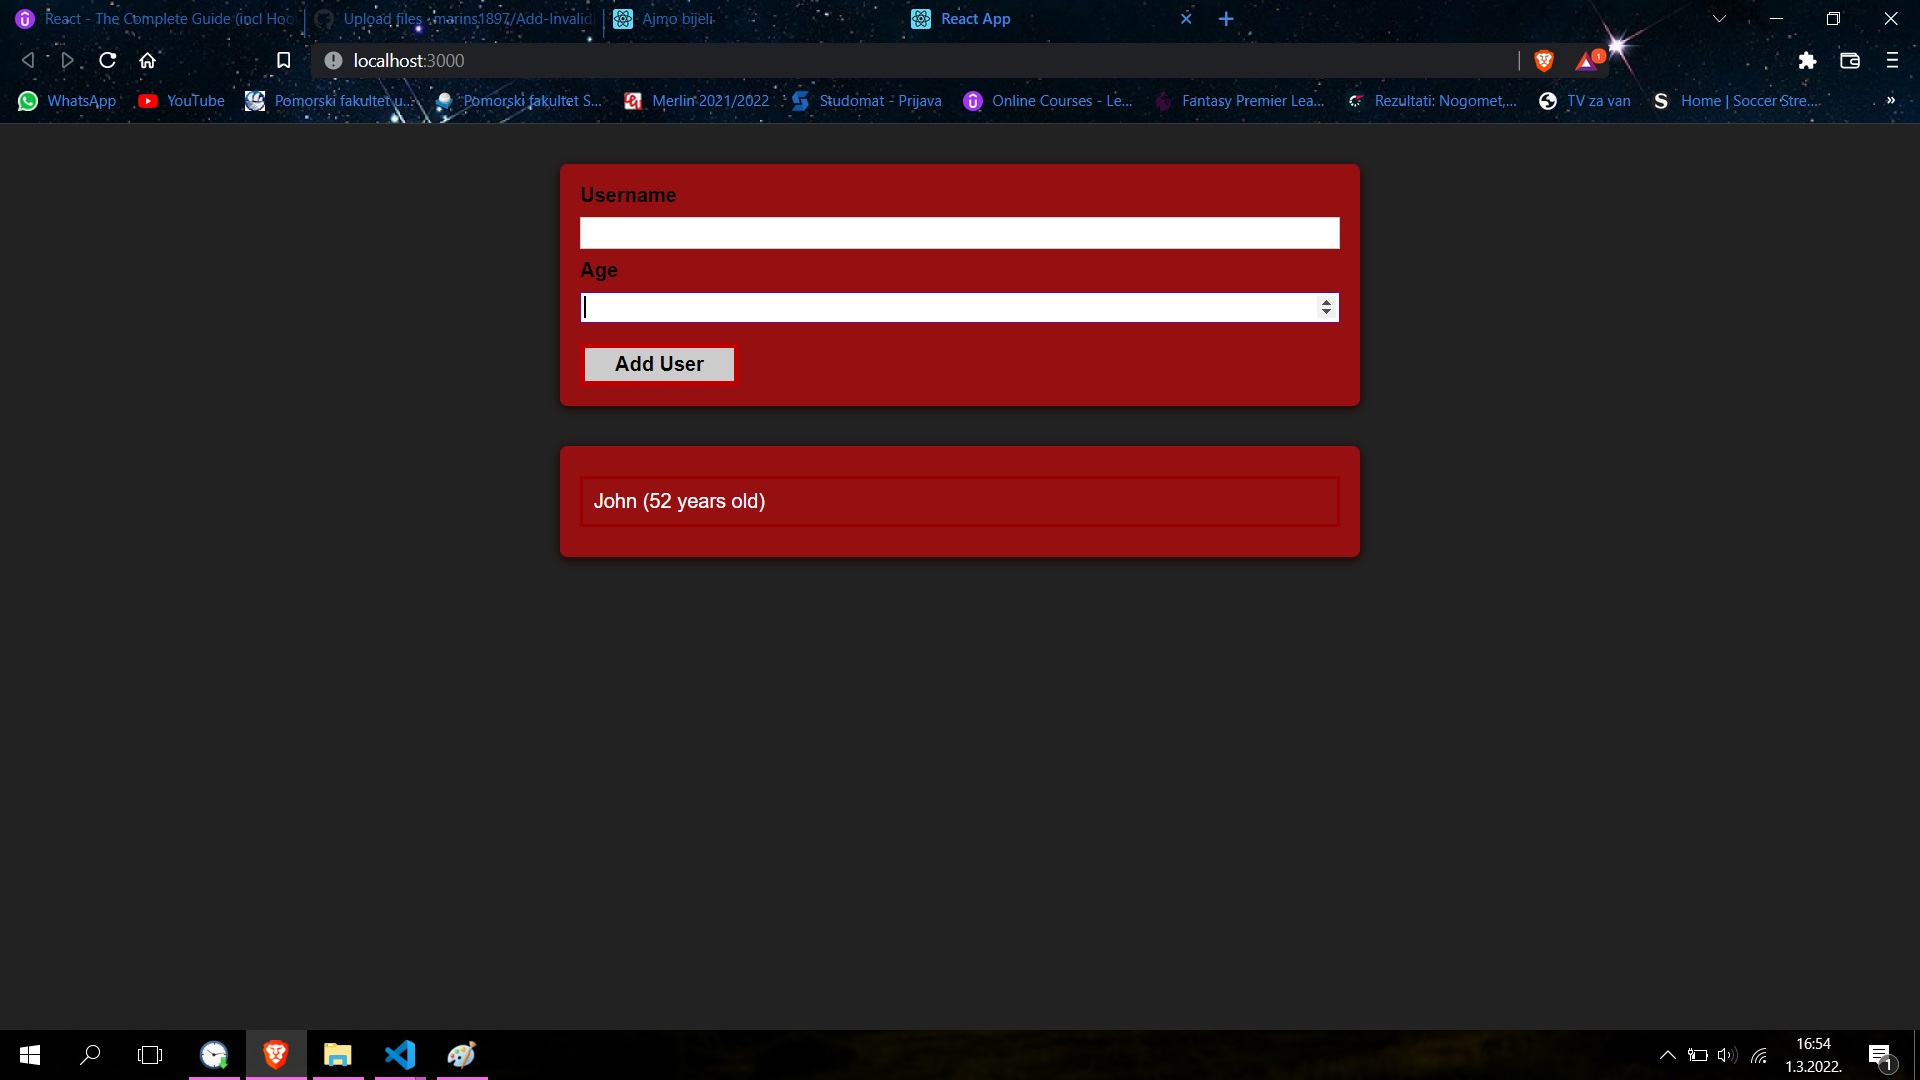 React - The Complete Guide (incl Hoo
Upload files · marins1897/Add-Invalid
Ajmo bijeli
React App
localhost:3000
1
WhatsApp
YouTube
Pomorski fakultet u...
Pomorski fakultet S...
Merlin 2021/2022
Studomat - Prijava
Online Courses - Le...
Fantasy Premier Lea...
Rezultati: Nogomet,...
TV za van
Home | Soccer Stre...
»
Username
Age
Add User
John (52 years old)
16:54
1.3.2022.
1